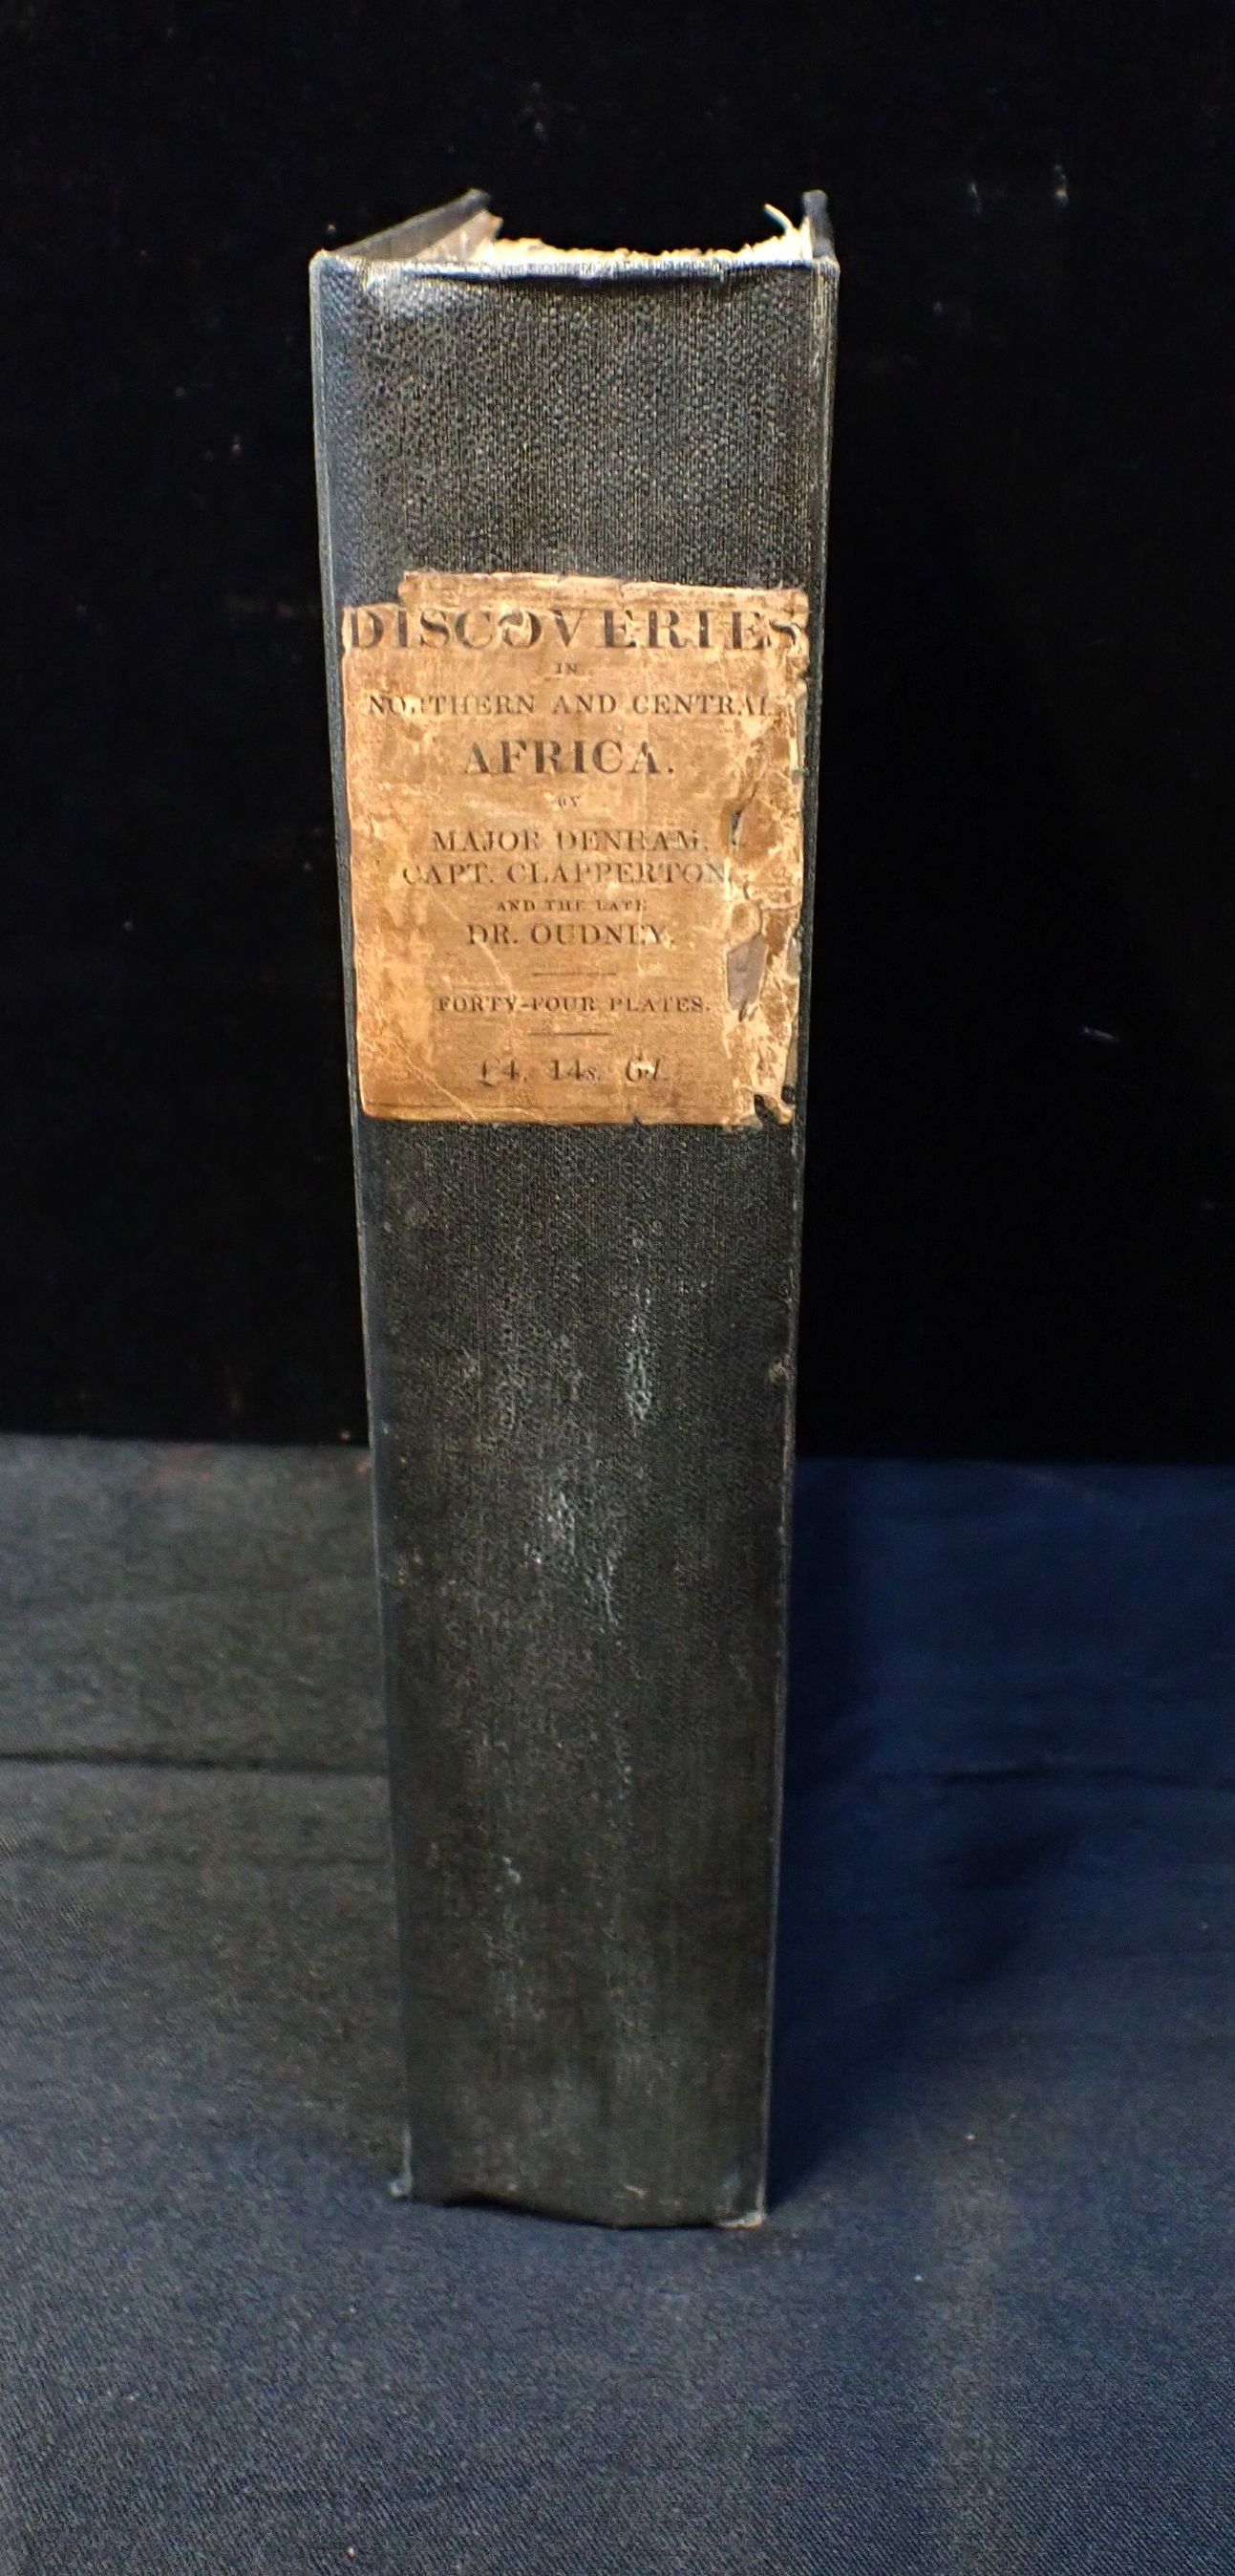 DISCOVERIES
IN
NORTHERN AND CENTRAL
AFRICA.
BY
MAJOR DENHAM,
CAPT. CLAPPERTON,
AND THE LATE
DR. OUDNEY.
FORTY-FOUR PLATES.
£4. 14s. 6d.